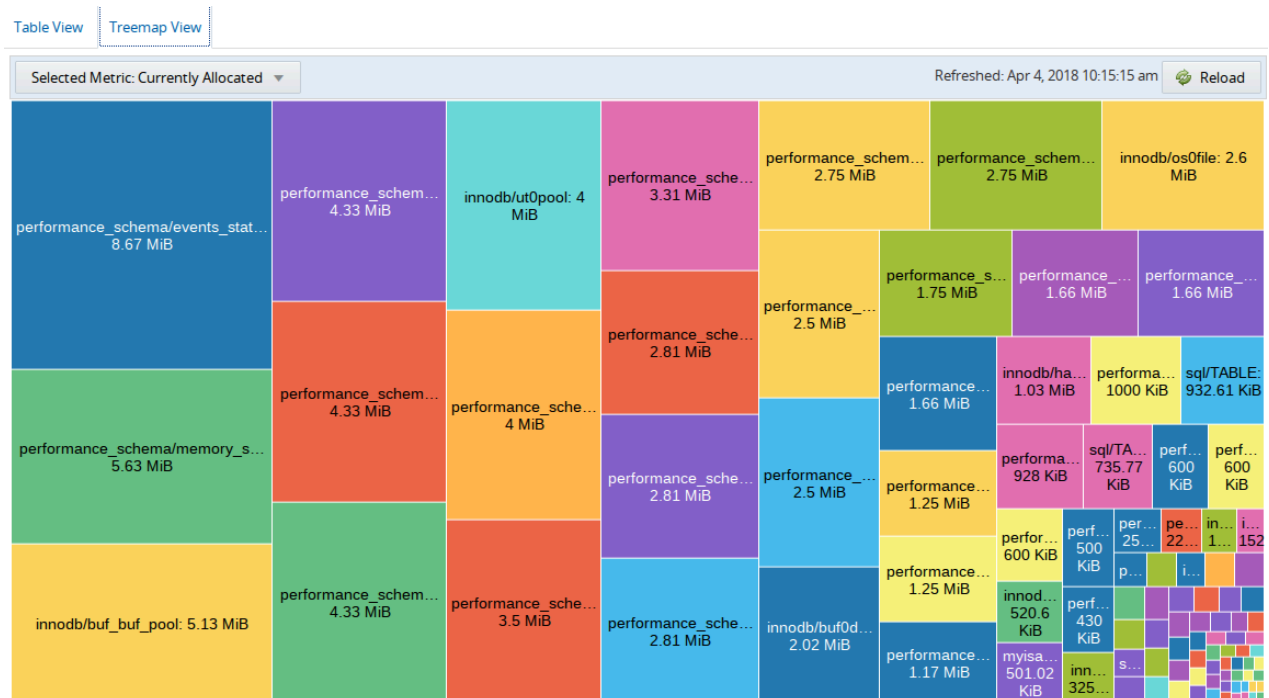 Table View
Treemap View
Selected Metric: Currently Allocated
Refreshed: Apr 4, 2018 10:15:15 am
Reload
performance_schema/events_stat...
8.67 MiB
performance_schema/memory_s...
5.63 MiB
innodb/buf_buf_pool: 5.13 MiB
performance_schem...
4.33 MiB
performance_schem...
4.33 MiB
performance_schem...
4.33 MiB
innodb/ut0pool: 4
MiB
performance_sche...
4 MiB
performance_sche...
3.5 MiB
performance_sche...
3.31 MiB
performance_sche...
2.81 MiB
performance_sche...
2.81 MiB
performance_sche...
2.81 MiB
performance_schem...
2.75 MiB
performance_schem...
2.75 MiB
innodb/os0file: 2.6
MiB
performance_...
2.5 MiB
performance_...
2.5 MiB
innodb/buf0d...
2.02 MiB
performance_s...
1.75 MiB
performance_...
1.66 MiB
performance_...
1.66 MiB
performance...
1.66 MiB
performance...
1.25 MiB
performance...
1.25 MiB
performance...
1.17 MiB
innodb/ha...
1.03 MiB
performa...
1000 KiB
sql/TABLE:
932.61 KiB
performa...
928 KiB
sql/TA...
735.77
KiB
perf...
600
KiB
perf...
600
KiB
perfor...
600 KiB
innod...
520.6
KiB
myisa...
501.02
KiB
perf...
500
KiB
perf...
430
KiB
inn...
325...
per...
25...
pe...
22...
in...
1...
i...
152
p...
i...
s...